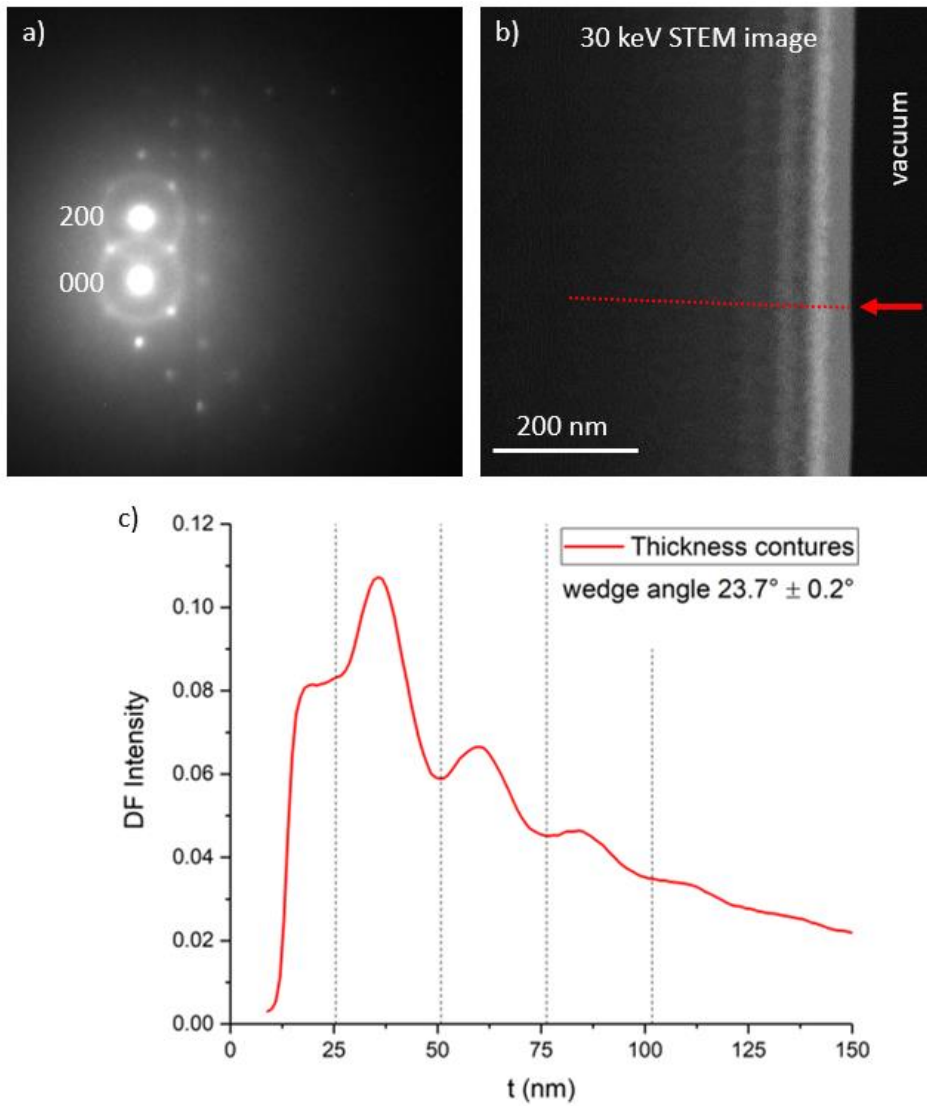 a)
200
000
b)
30 keV STEM image
vacuum
200 nm
c)
0.12
0.10
0.08
0.06
0.04
0.02
0.00
DF Intensity
Thickness contures
wedge angle 23.7° ± 0.2°
0 25 50 75 100 125 150
t (nm)